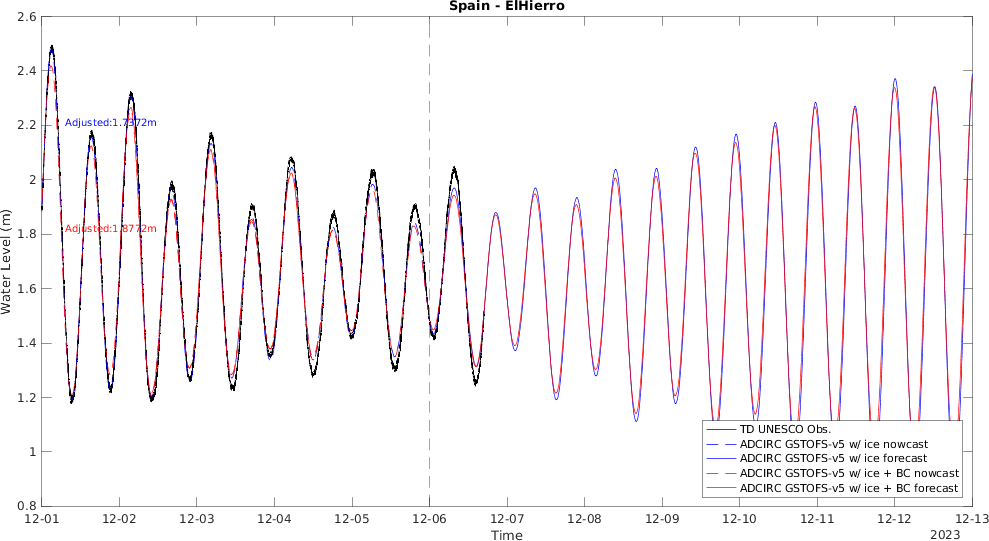 Spain - ElHierro
2.6
2.4
2.2
2
1.8
1.6
1.4
1.2
1
0.8
Water Level (m)
Adjusted:1.7372m
Adjusted:1.8772m
TD UNESCO Obs.
ADCIRC GSTOFS-v5 w/ ice nowcast
ADCIRC GSTOFS-v5 w/ ice forecast
ADCIRC GSTOFS-v5 w/ ice + BC nowcast
ADCIRC GSTOFS-v5 w/ ice + BC forecast
12-01 12-02 12-03 12-04 12-05 12-06 12-07 12-08 12-09 12-10 12-11 12-12 12-13
Time
2023